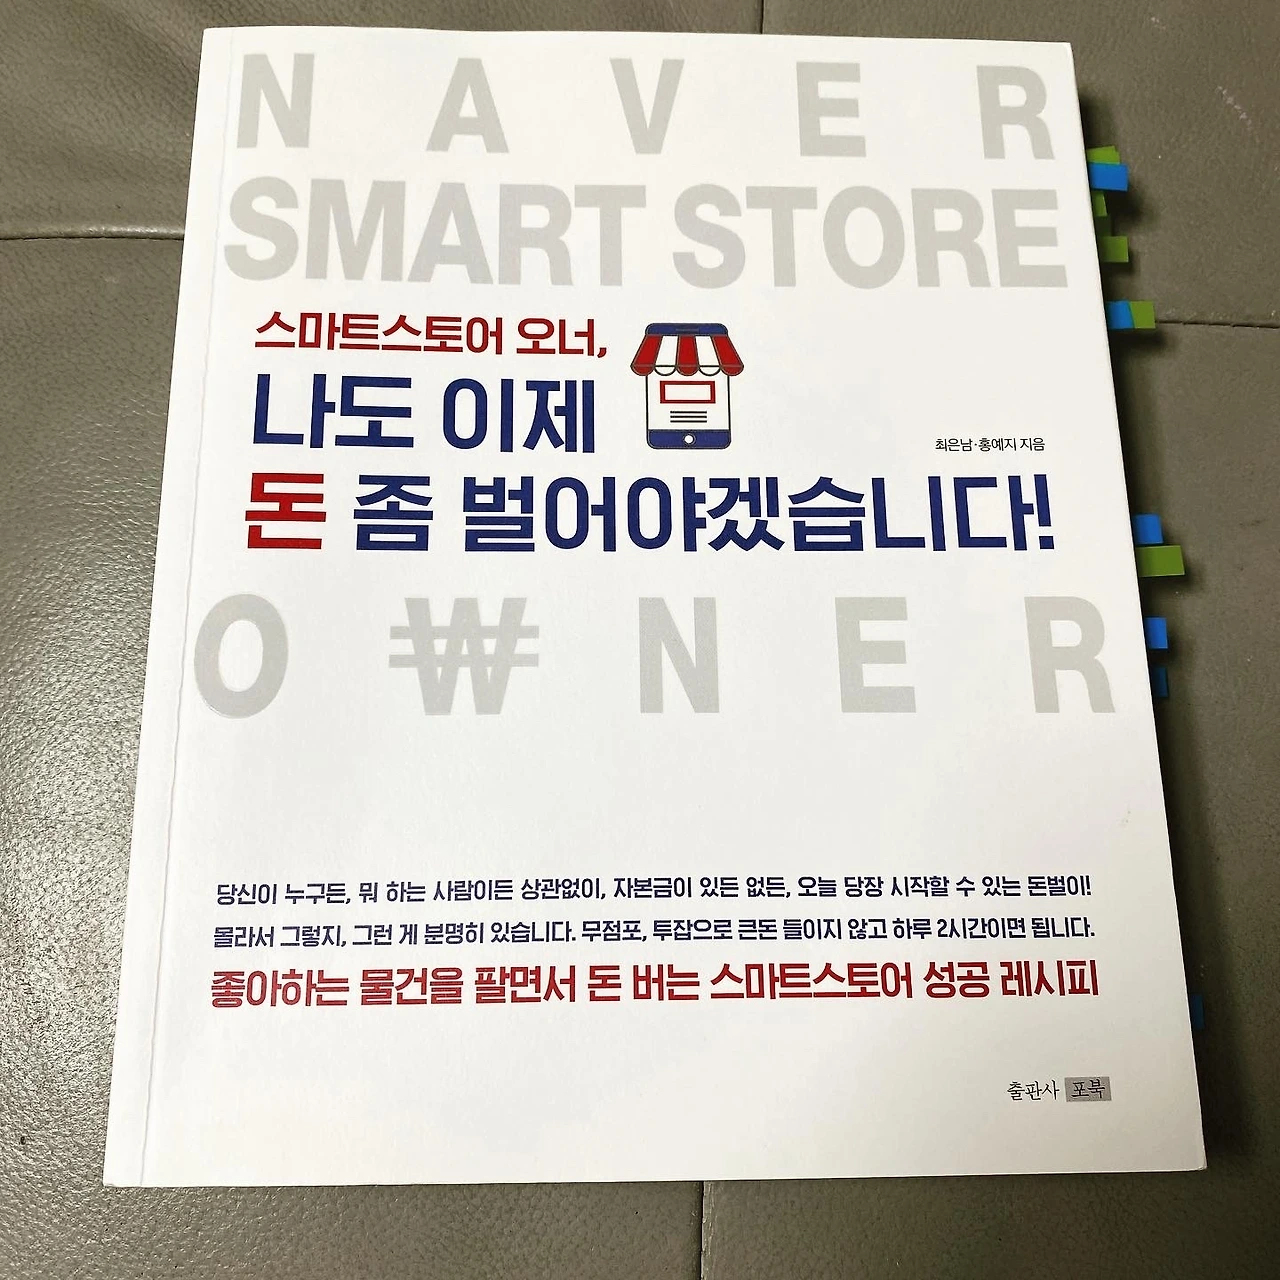 NAVER
SMART STORE
스마트스토어 오너,
나도 이제
최은남·홍예지 지음
돈 좀 벌어야겠습니다!
O₩NER
당신이 누구든, 뭐 하는 사람이든 상관없이, 자본금이 있든 없든, 오늘 당장 시작할 수 있는 돈벌이!
몰라서 그렇지, 그런 게 분명히 있습니다. 무점포, 투잡으로 큰돈 들이지 않고 하루 2시간이면 됩니다.
좋아하는 물건을 팔면서 돈 버는 스마트스토어 성공 레시피
출판사 포북